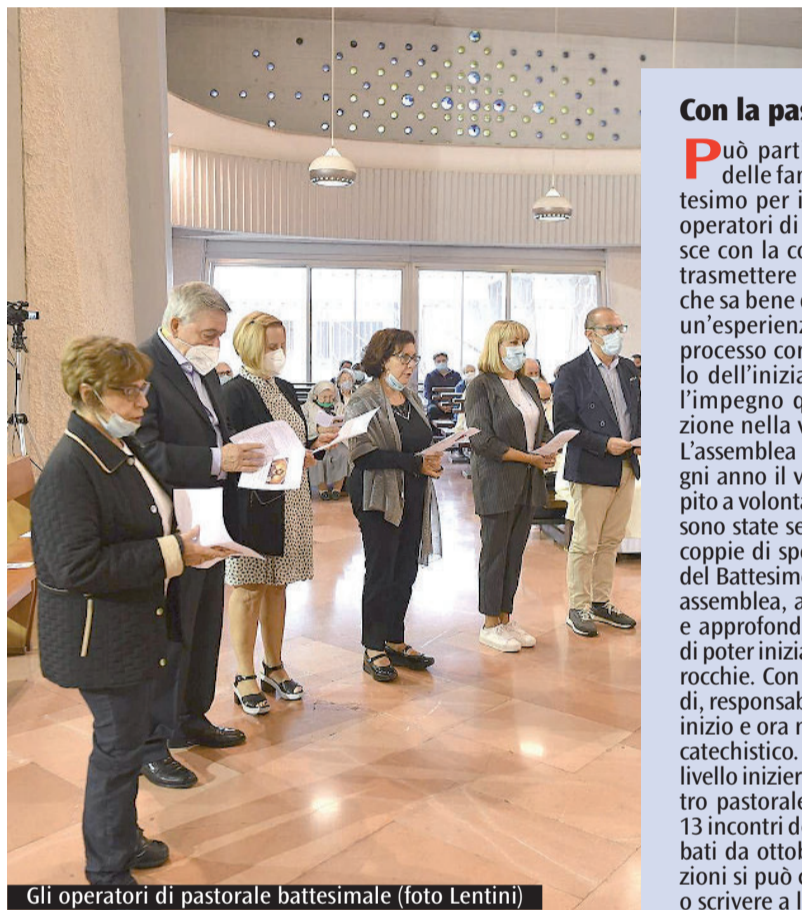 Con la pas
Può part
delle fam
tesimo per i
operatori di
sce con la co
trasmettere
che sa bene
un'esperienz
processo con
lo dell'inizia
l'impegno
zione nella v
L'assemblea
gni anno il v
pito a volonta
sono state se
coppie di spo
del Battesimo
assemblea, a
e approfond
di poter inizia
rocchie. Con
di, responsab
inizio e ora
catechistico.
livello inizier
tro pastorale
13 incontri d
bati da ottob
zioni si può
o scrivere a l
Gli operatori di pastorale battesimale (foto Lentini)